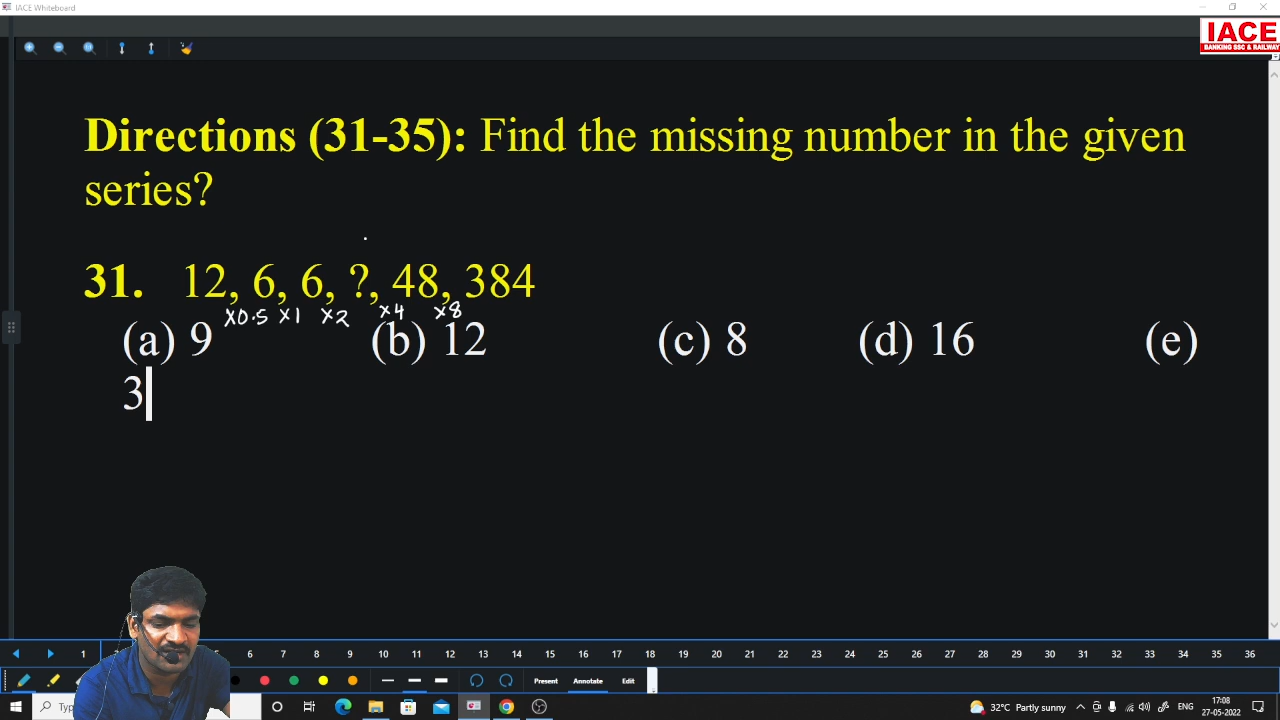 IACE Whiteboard
IACE
BANKING SSC & RAILWAY
Directions (31-35): Find the missing number in the given
series?
31. 12, 6, 6, ?, 48, 384
×0.5 ×1 ×2 ×4 ×8
(a) 9 (b) 12 (c) 8 (d) 16 (e)
3
1 6 7 8 9 10 11 12 13 14 15 16 17 18 19 20 21 22 23 24 25 26 27 28 29 30 31 32 33 34 35 36
Present Annotate Edit
Typ 32°C Partly sunny ENG 17:08
27-05-2022